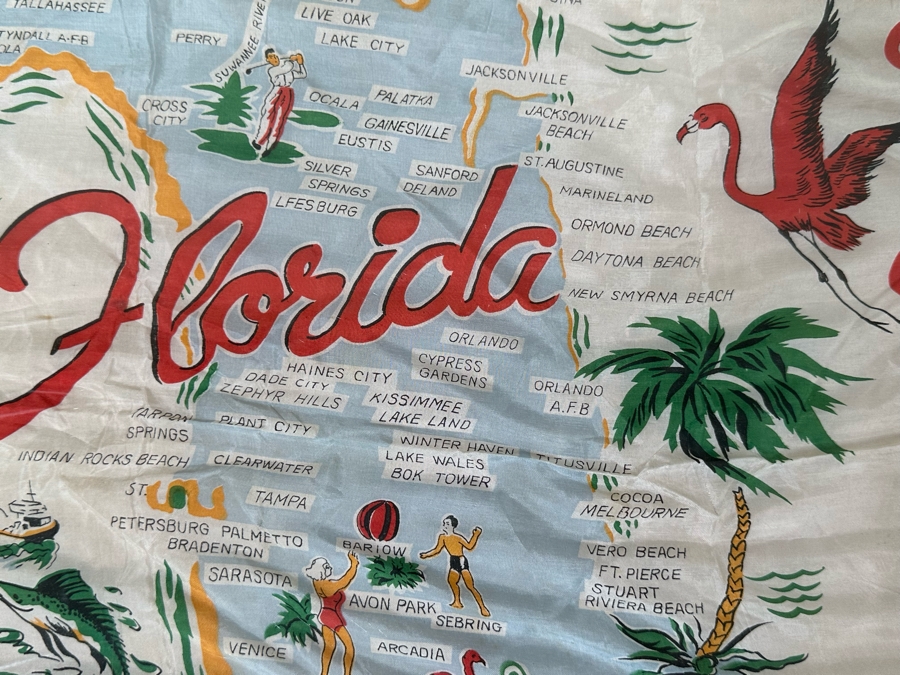 TALLAHASSEE
LIVE OAK
LAKE CITY
TYNDALL A.F.B
PERRY
SUWANNEE RIVER
JACKSONVILLE
CROSS
CITY
OCALA
PALATKA
GAINESVILLE
EUSTIS
JACKSONVILLE
BEACH
SILVER
SPRINGS
LFESBURG
SANFORD
DELAND
ST. AUGUSTINE
MARINELAND
ORMOND BEACH
DAYTONA BEACH
NEW SMYRNA BEACH
Florida
ORLANDO
CYPRESS
GARDENS
HAINES CITY
DADE CITY
ZEPHYR HILLS
KISSIMMEE
LAKE LAND
ORLANDO
A.F.B
TARPON
SPRINGS
PLANT CITY
WINTER HAVEN
TITUSVILLE
INDIAN ROCKS BEACH
CLEARWATER
LAKE WALES
BOK TOWER
ST.
PETERSBURG
TAMPA
COCOA
MELBOURNE
PALMETTO
BRADENTON
BARTOW
VERO BEACH
FT. PIERCE
STUART
RIVIERA BEACH
SARASOTA
AVON PARK
SEBRING
VENICE
ARCADIA